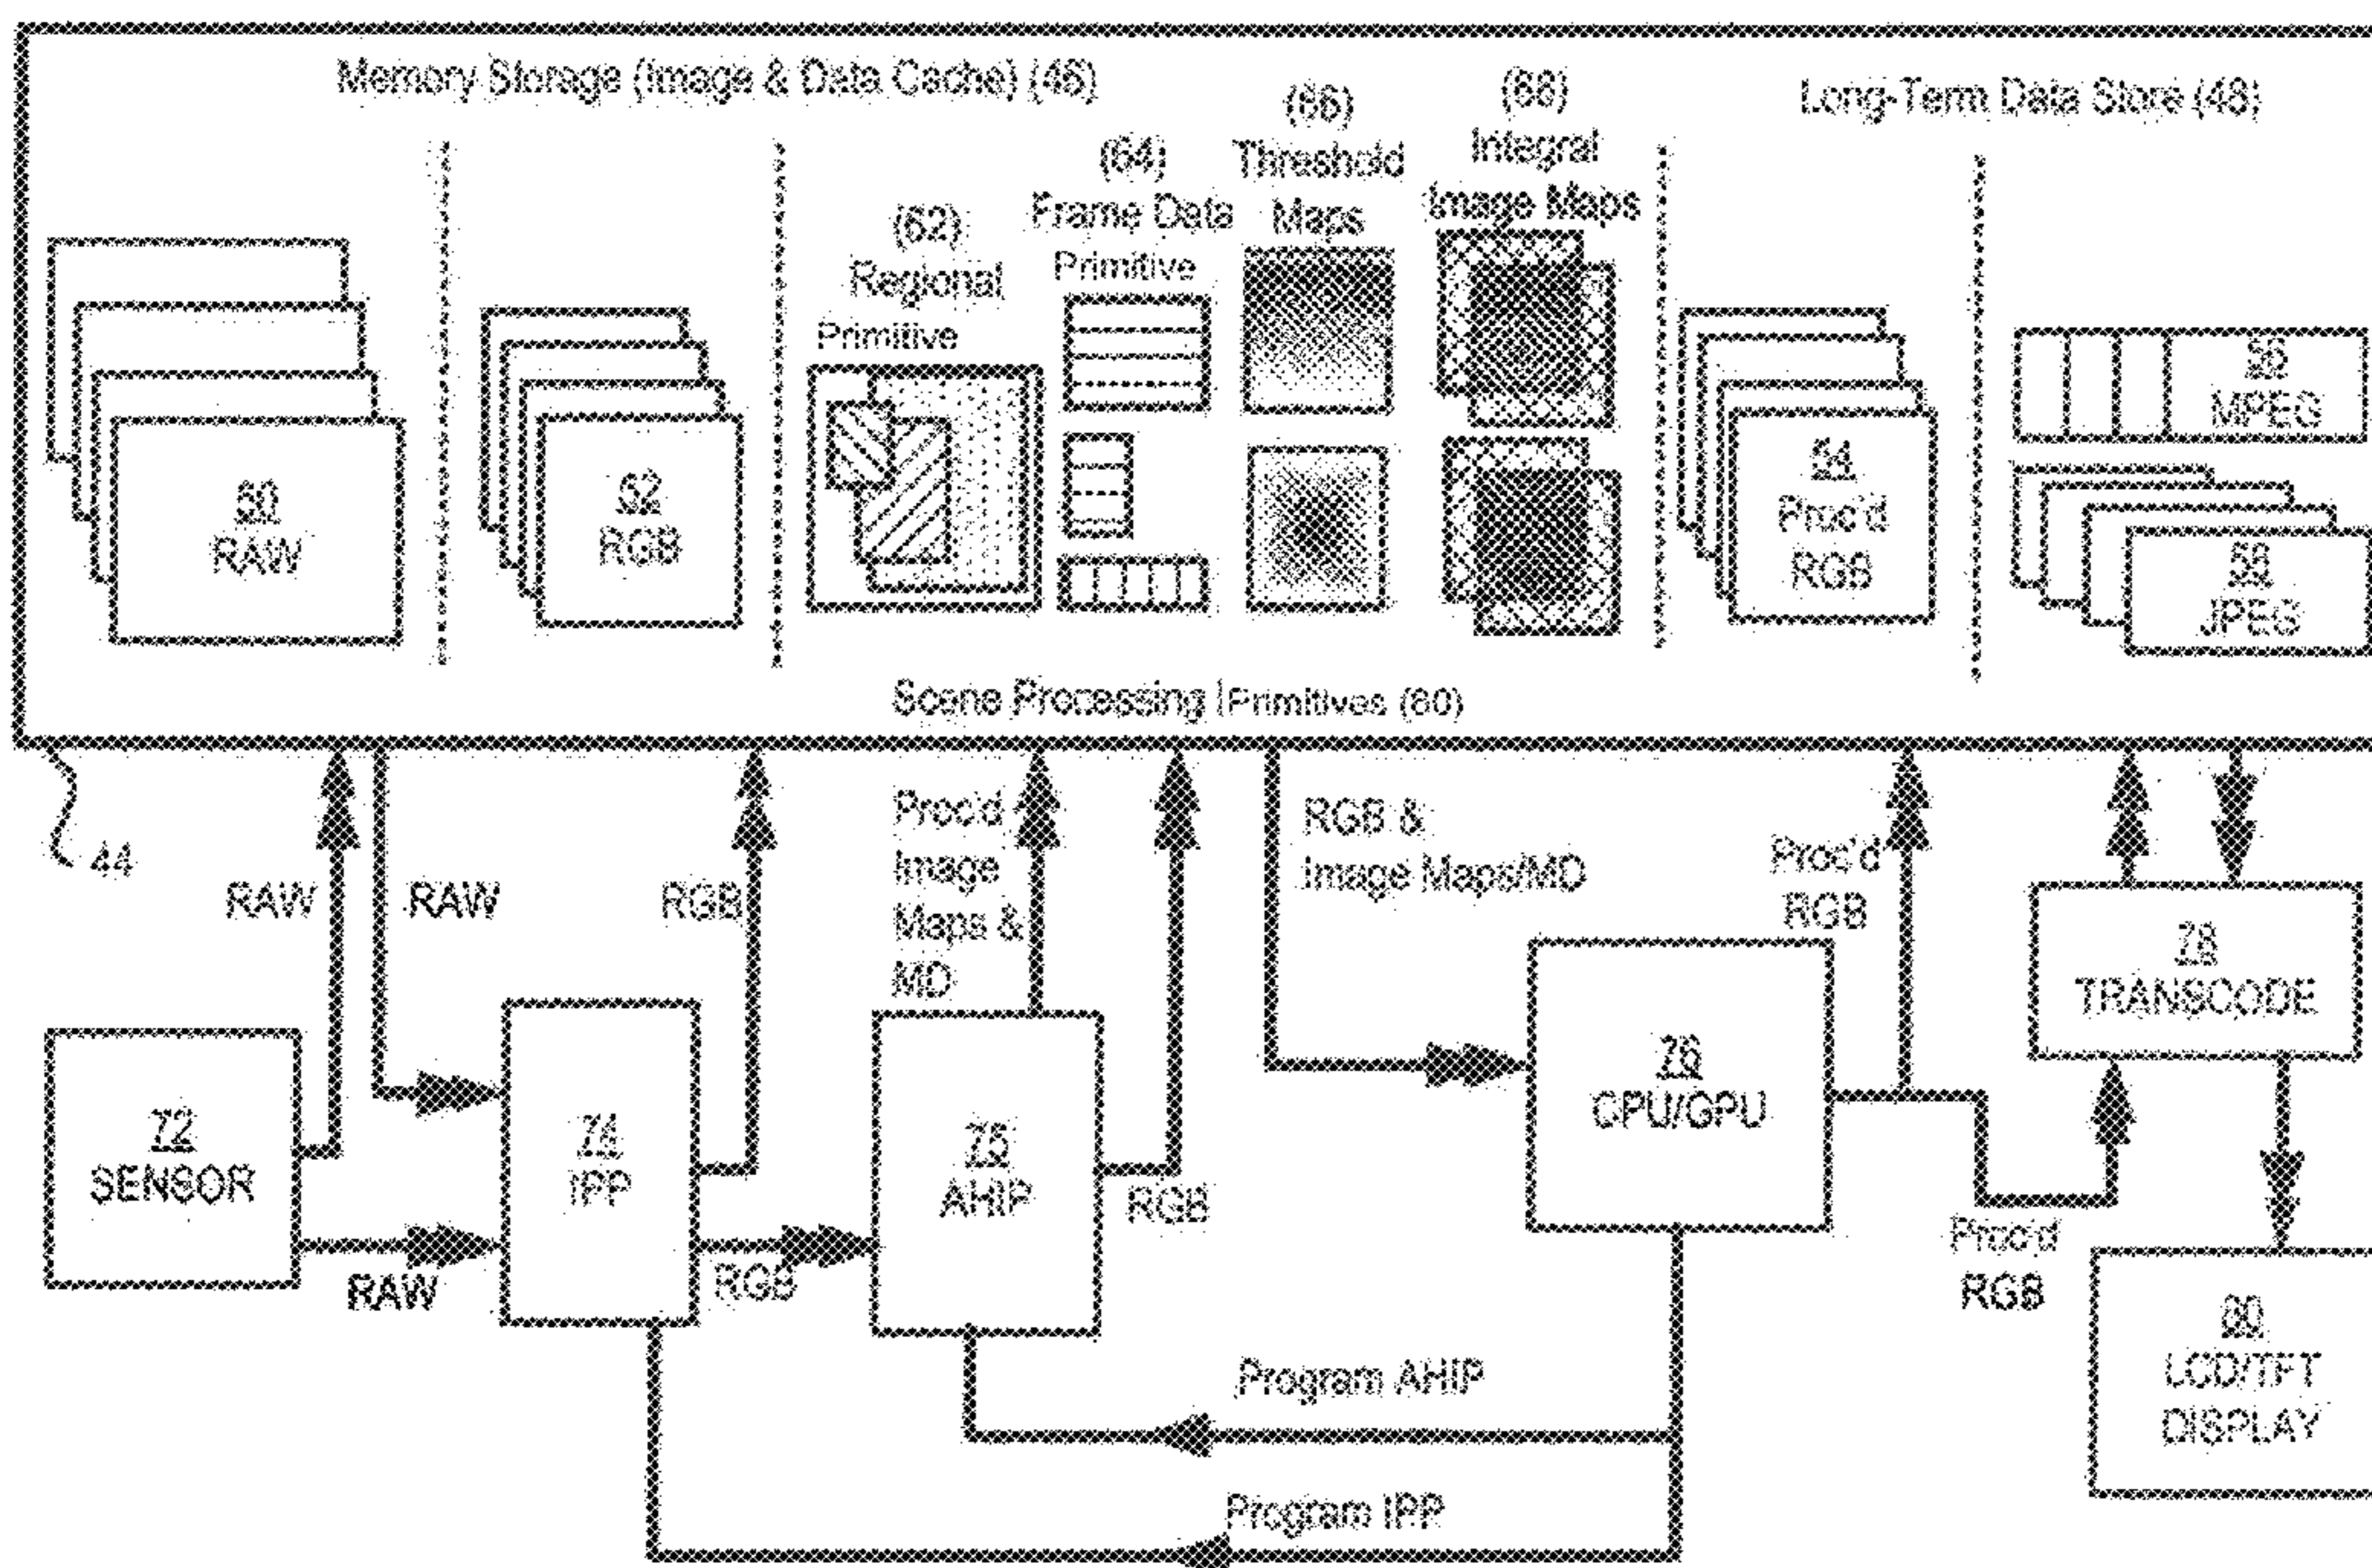 Memory Storage (Image & Data Cache) (46)
Long-Term Data Store (48)
(62)
Regional
Primitive
(64)
Frame Data
Primitive
(66)
Threshold
Maps
(68)
Integral
Image Maps
50
RAW
52
RGB
54
Proc'd
RGB
56
MPEG
58
JPEG
Scene Processing Primitives (60)
44
RAW
RAW
RGB
Proc'd
Image
Maps &
MD
RGB &
Image Maps/MD
Proc'd
RGB
72
SENSOR
RAW
74
IPP
RGB
75
AHIP
RGB
76
CPU/GPU
78
TRANSCODE
Proc'd
RGB
80
LCD/TFT
DISPLAY
Program AHIP
Program IPP